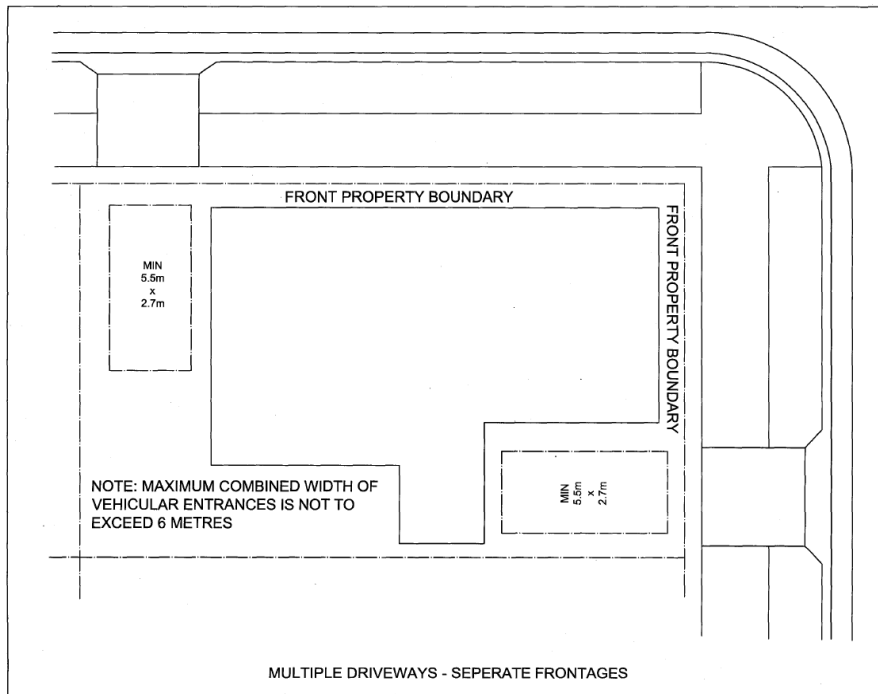 FRONT PROPERTY BOUNDARY
FRONT PROPERTY BOUNDARY
MIN
5.5m
x
2.7m
NOTE: MAXIMUM COMBINED WIDTH OF
VEHICULAR ENTRANCES IS NOT TO
EXCEED 6 METRES
MIN
5.5m
x
2.7m
MULTIPLE DRIVEWAYS - SEPERATE FRONTAGES